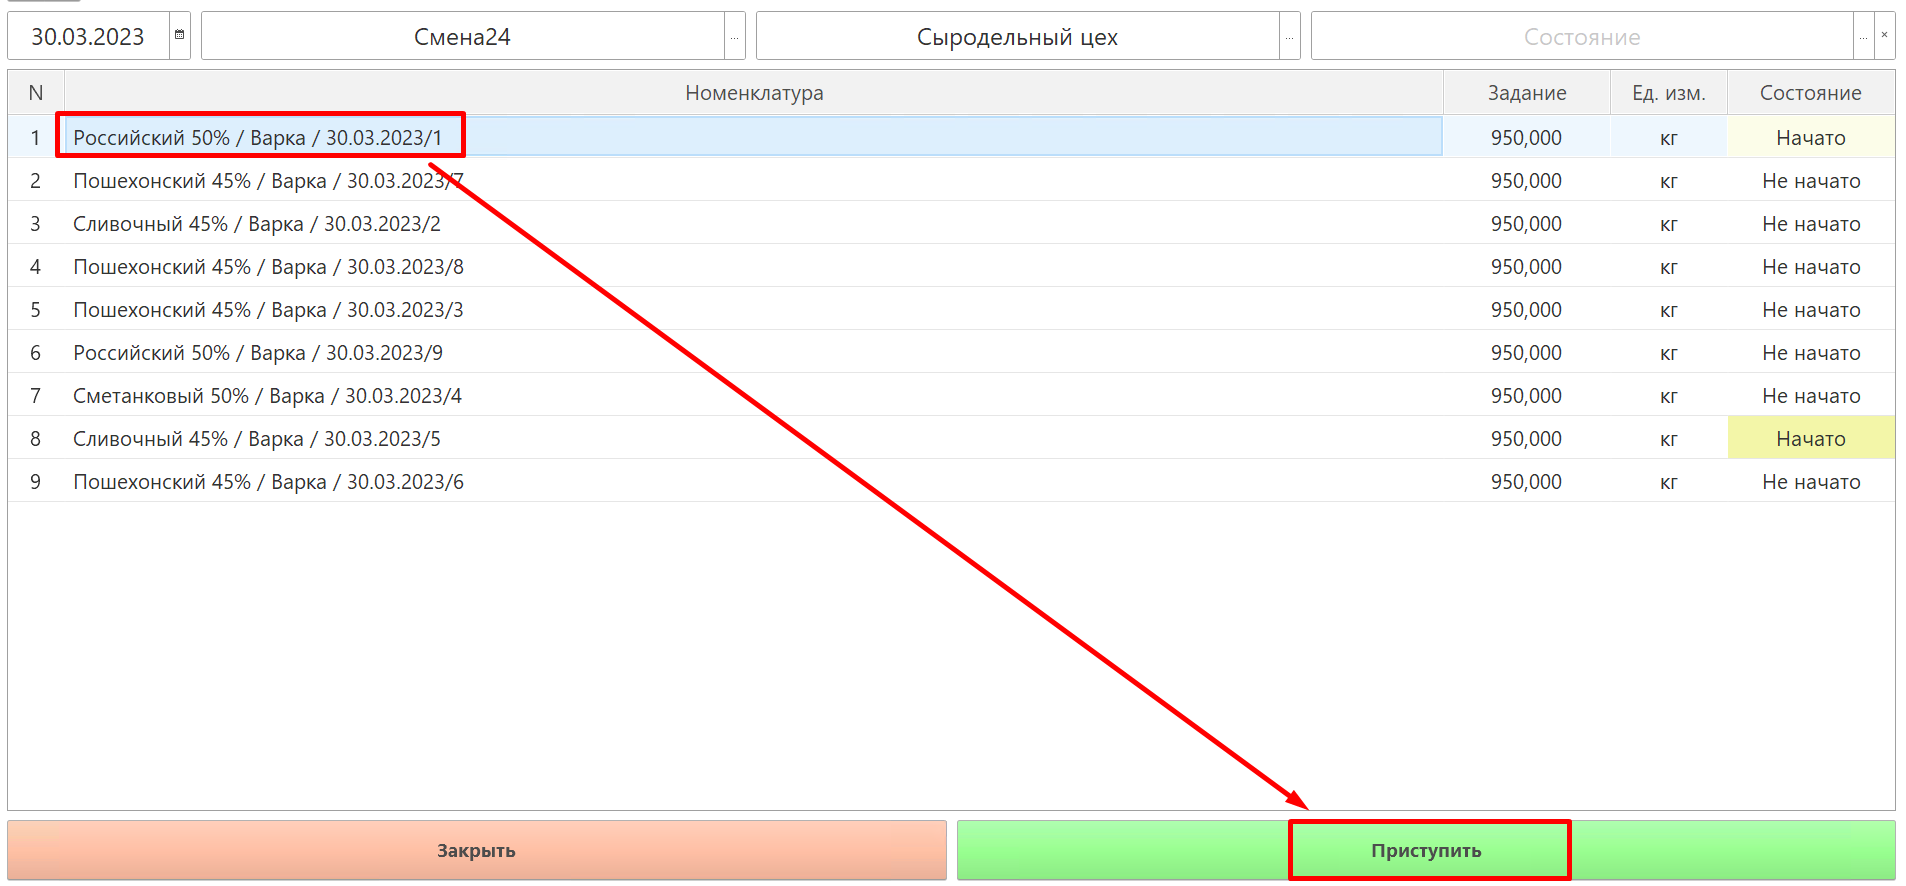 30.03.2023 Смена24 ... Сыродельный цех ... Состояние ... ×
N Номенклатура Задание Ед. изм. Состояние
1 Российский 50% / Варка / 30.03.2023/1 950,000 кг Начато
2 Пошехонский 45% / Варка / 30.03.2023/7 950,000 кг Не начато
3 Сливочный 45% / Варка / 30.03.2023/2 950,000 кг Не начато
4 Пошехонский 45% / Варка / 30.03.2023/8 950,000 кг Не начато
5 Пошехонский 45% / Варка / 30.03.2023/3 950,000 кг Не начато
6 Российский 50% / Варка / 30.03.2023/9 950,000 кг Не начато
7 Сметанковый 50% / Варка / 30.03.2023/4 950,000 кг Не начато
8 Сливочный 45% / Варка / 30.03.2023/5 950,000 кг Начато
9 Пошехонский 45% / Варка / 30.03.2023/6 950,000 кг Не начато
Закрыть Приступить